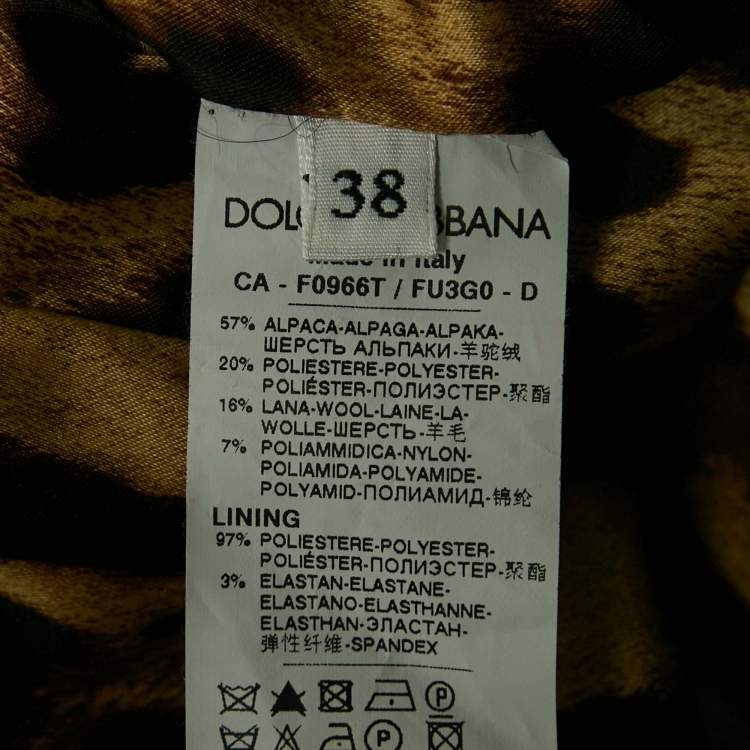 38
DOL BBANA
Made in Italy
CA - F0966T / FU3G0 - D
57% ALPACA-ALPAGA-ALPAKA-
ШЕРСТЬ АЛЬПАКИ-羊驼绒
20% POLIESTERE-POLYESTER-
POLIÉSTER-ПОЛИЭСТЕР-聚酯
16% LANA-WOOL-LAINE-LA-
WOLLE-ШЕРСТЬ-羊毛
7% POLIAMMIDICA-NYLON-
POLIAMIDA-POLYAMIDE-
POLYAMID-ПОЛИАМИД-锦纶
LINING
97% POLIESTERE-POLYESTER-
POLIÉSTER-ПОЛИЭСТЕР-聚酯
3% ELASTAN-ELASTANE-
ELASTANO-ELASTHANNE-
ELASTHAN-ЭЛАСТАН-
弹性纤维-SPANDEX
P